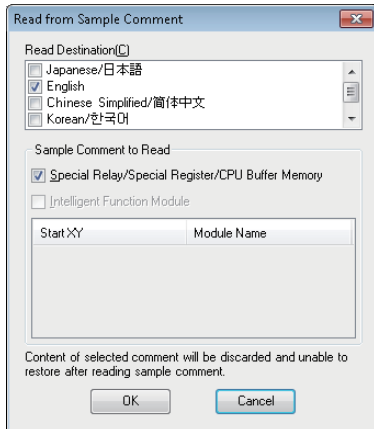 Read from Sample Comment
Read Destination(C)
Japanese/日本語
English
Chinese Simplified/简体中文
Korean/한국어
Sample Comment to Read
Special Relay/Special Register/CPU Buffer Memory
Intelligent Function Module
Start XY Module Name
Content of selected comment will be discarded and unable to
restore after reading sample comment.
OK Cancel